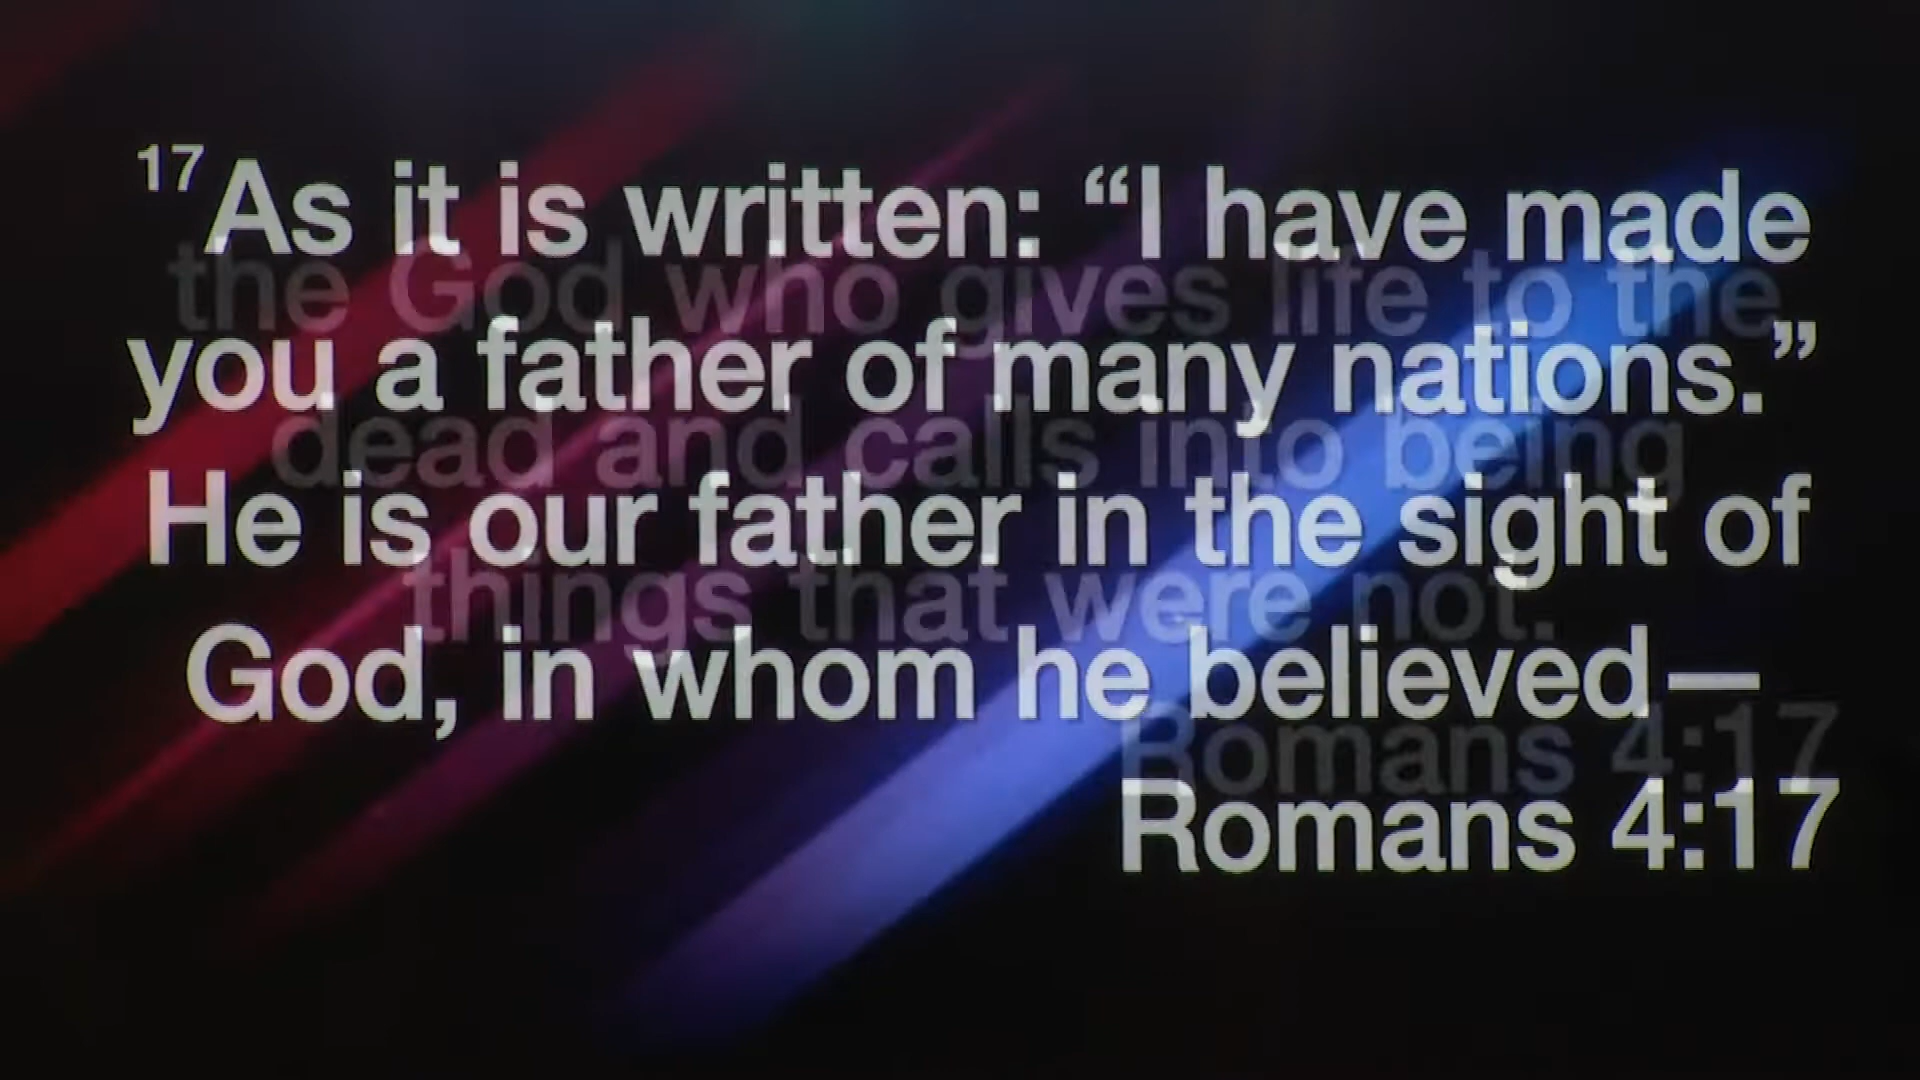 17As it is written: “I have made
you a father of many nations.”
He is our father in the sight of
God, in whom he believed—
Romans 4:17
the God who gives life to the
dead and calls into being
things that were not.
Romans 4:17